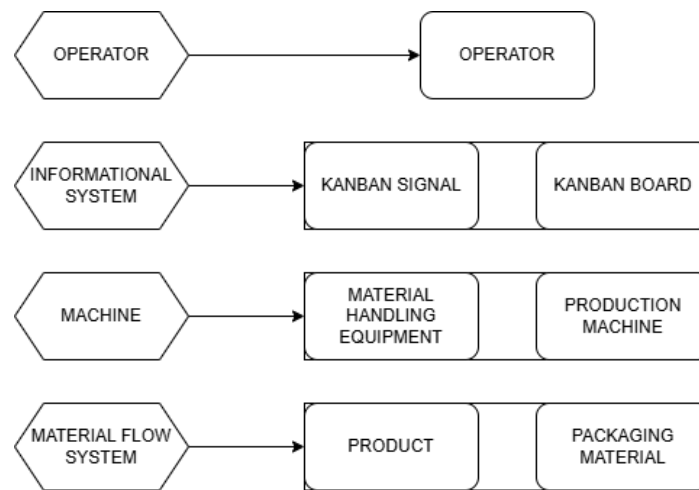 OPERATOR
OPERATOR
INFORMATIONAL
SYSTEM
KANBAN SIGNAL
KANBAN BOARD
MACHINE
MATERIAL
HANDLING
EQUIPMENT
PRODUCTION
MACHINE
MATERIAL FLOW
SYSTEM
PRODUCT
PACKAGING
MATERIAL